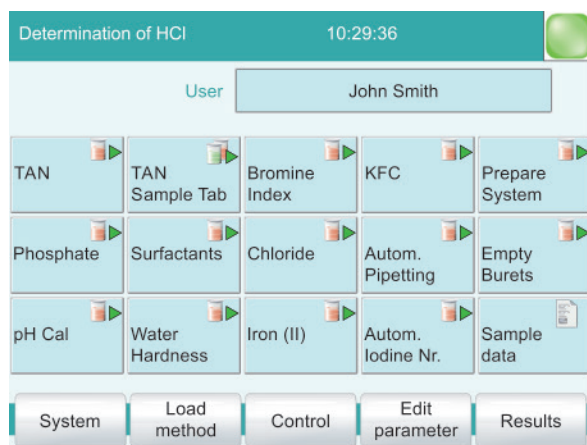 Determination of HCl 10:29:36
User John Smith
TAN
TAN
Sample Tab
Bromine
Index
KFC
Prepare
System
Phosphate
Surfactants
Chloride
Autom.
Pipetting
Empty
Burets
pH Cal
Water
Hardness
Iron (II)
Autom.
Iodine Nr.
Sample
data
System
Load
method
Control
Edit
parameter
Results